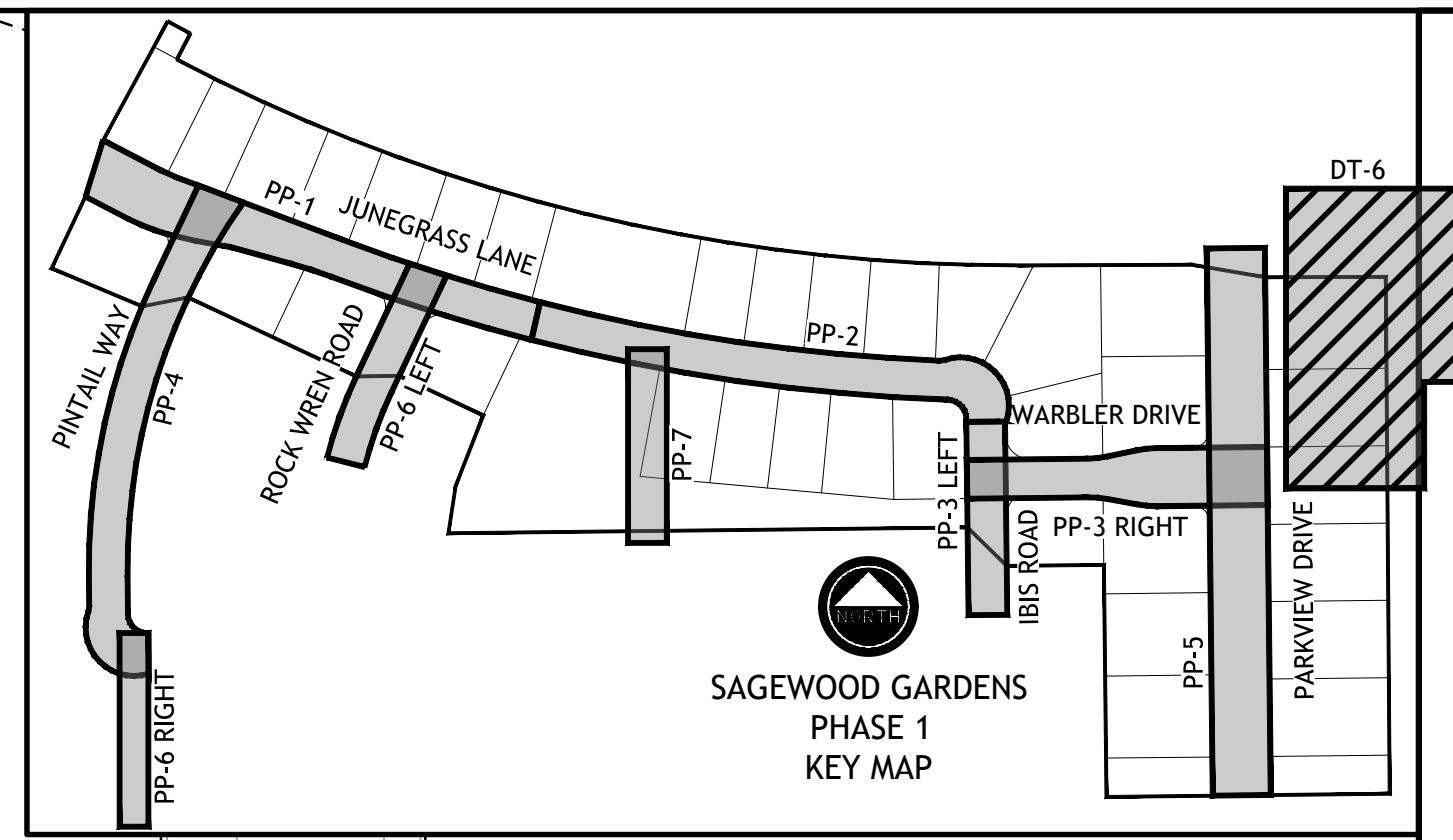 DT-6
PP-1
JUNEGRASS LANE
PP-2
PINTAIL WAY
PP-4
ROCK WREN ROAD
PP-6 LEFT
PP-7
WARBLER DRIVE
PP-3 LEFT
PP-3 RIGHT
IBIS ROAD
PARKVIEW DRIVE
PP-5
PP-6 RIGHT
NORTH
SAGEWOOD GARDENS
PHASE 1
KEY MAP